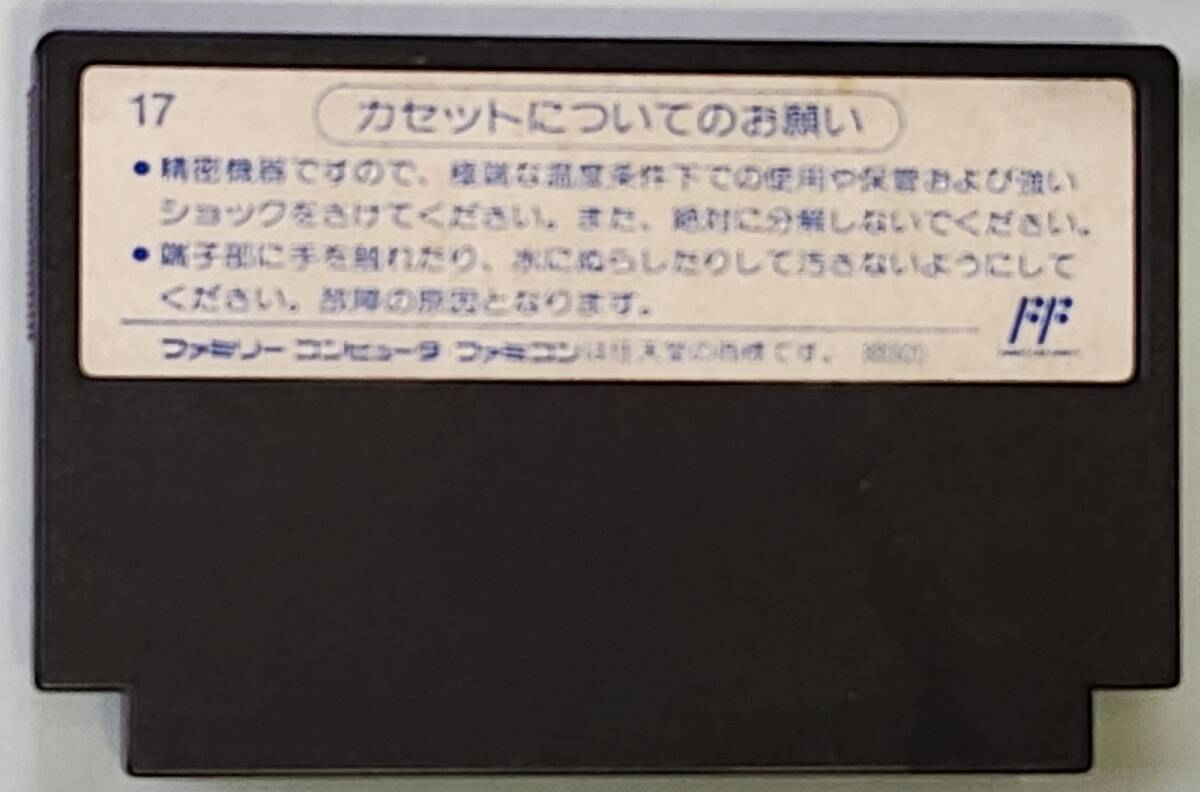 17
カセットについてのお願い
● 精密機器ですので、極端な温度条件下での使用や保管および強い
ショックをさけてください。また、絶対に分解しないでください。
● 端子部に手を触れたり、水にぬらしたりして汚さないようにして
ください。故障の原因となります。
FF
ファミリーコンピュータ ファミコンは任天堂の商標です。